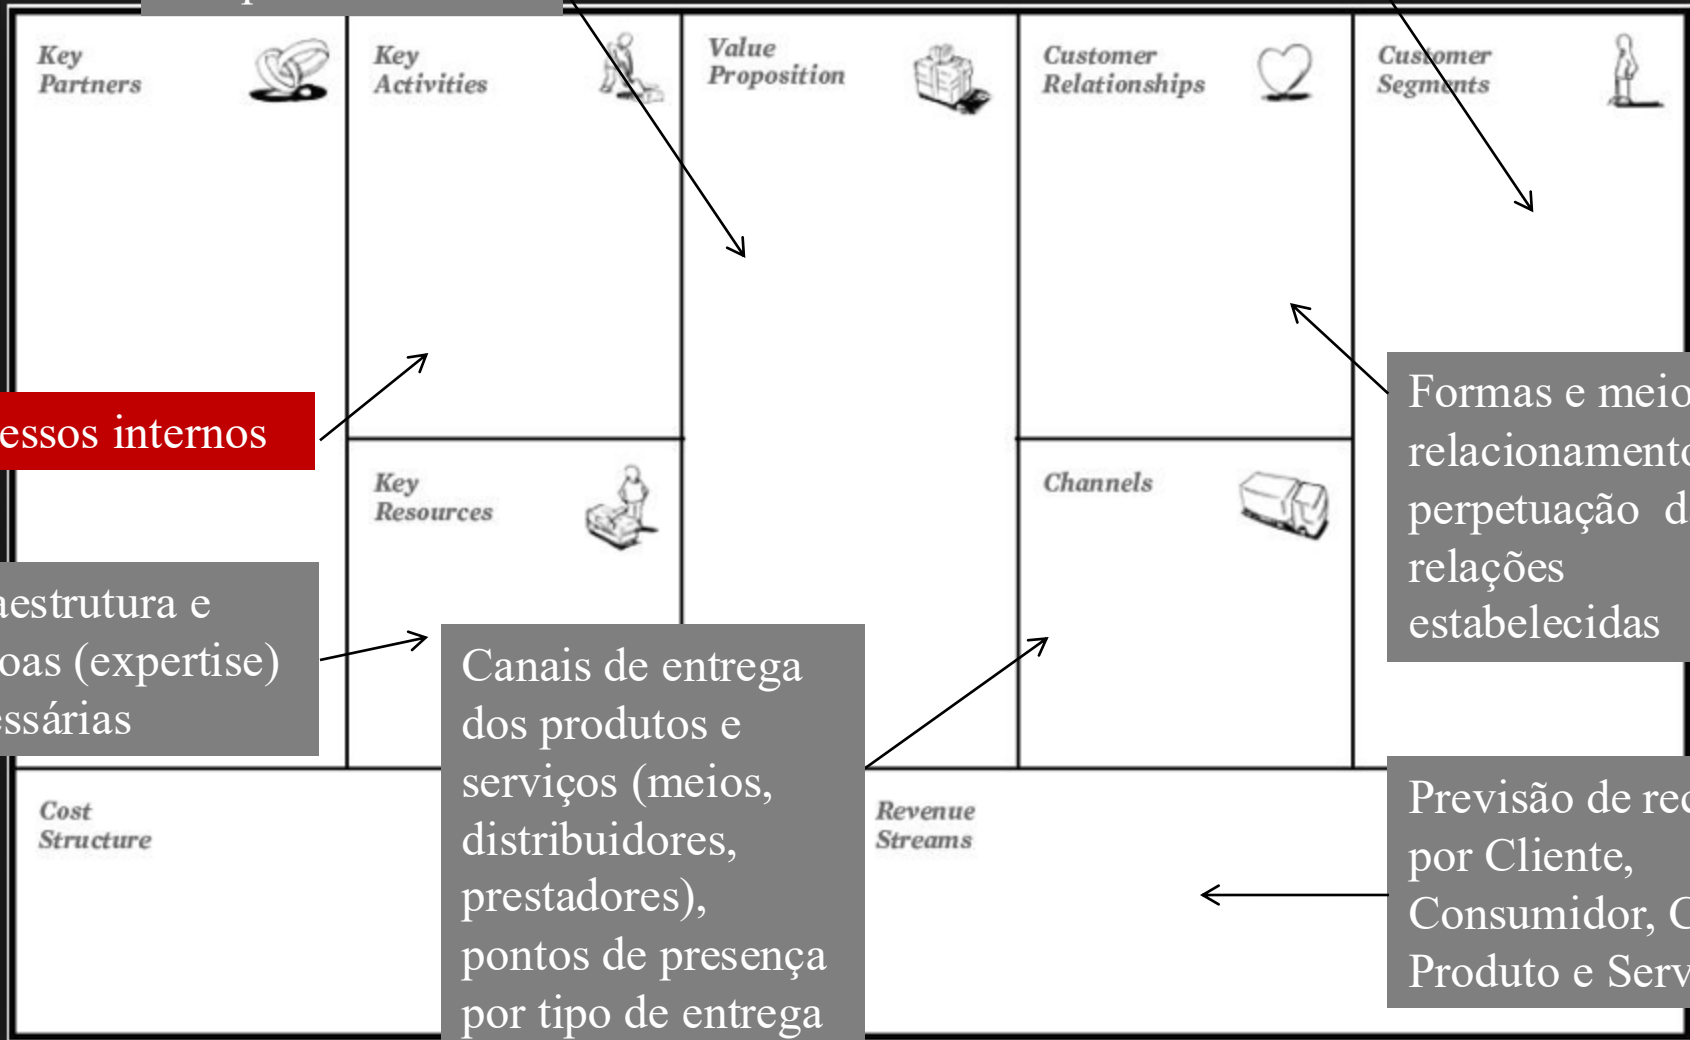 Key
Partners
Key
Activities
Value
Proposition
Customer
Relationships
Customer
Segments
essos internos
Formas e meio
relacionamento
perpetuação d
relações
estabelecidas
Key
Resources
Channels
aestrutura e
oas (expertise)
essárias
Canais de entrega
dos produtos e
serviços (meios,
distribuidores,
prestadores),
pontos de presença
por tipo de entrega
Cost
Structure
Revenue
Streams
Previsão de rec
por Cliente,
Consumidor, C
Produto e Serv